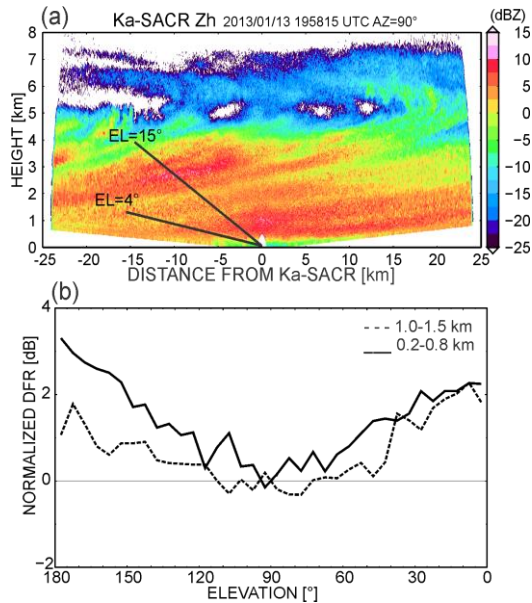 (a) Ka-SACR Zh 2013/01/13 195815 UTC AZ=90° (dBZ)
8 15
7 10
6 5
5 0
EL=15°
4 -5
3 -10
2 EL=4° -15
1 -20
0 -25
HEIGHT [km]
-25 -20 -15 -10 -5 0 5 10 15 20 25
DISTANCE FROM Ka-SACR [km]
(b)
4
1.0-1.5 km
0.2-0.8 km
2
0
-2
NORMALIZED DFR [dB]
180 150 120 90 60 30 0
ELEVATION [°]